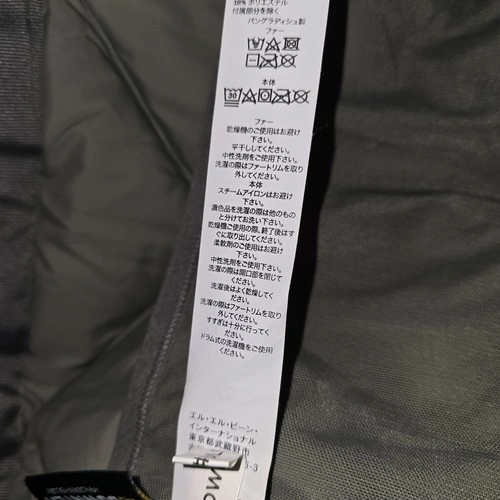 付属部分を除く
バングラディシュ製
ファー
本体
30
ファー
乾燥機のご使用はお避け
下さい。
平干ししてください。
中性洗剤をご使用下さい。
洗濯の際はファートリムを取り
外してください。
本体
スチームアイロンはお避け
下さい。
濃色品を洗濯の際は他のもの
と分けてお洗い下さい。
乾燥機ご使用の際、終了後はす
ぐに取り出してください。
柔軟剤のご使用はお避け
下さい。
中性洗剤をご使用下さい。
洗濯の際は開口部を閉じて
ください。
洗濯後はよく乾燥してく
ださい。
洗濯の際はファートリムを取り
外してください。
すすぎは十分に行ってく
ださい。
ドラム式の洗濯機をご使用
ください。
エル・エル・ビーン・
インターナショナル
東京都武蔵野市